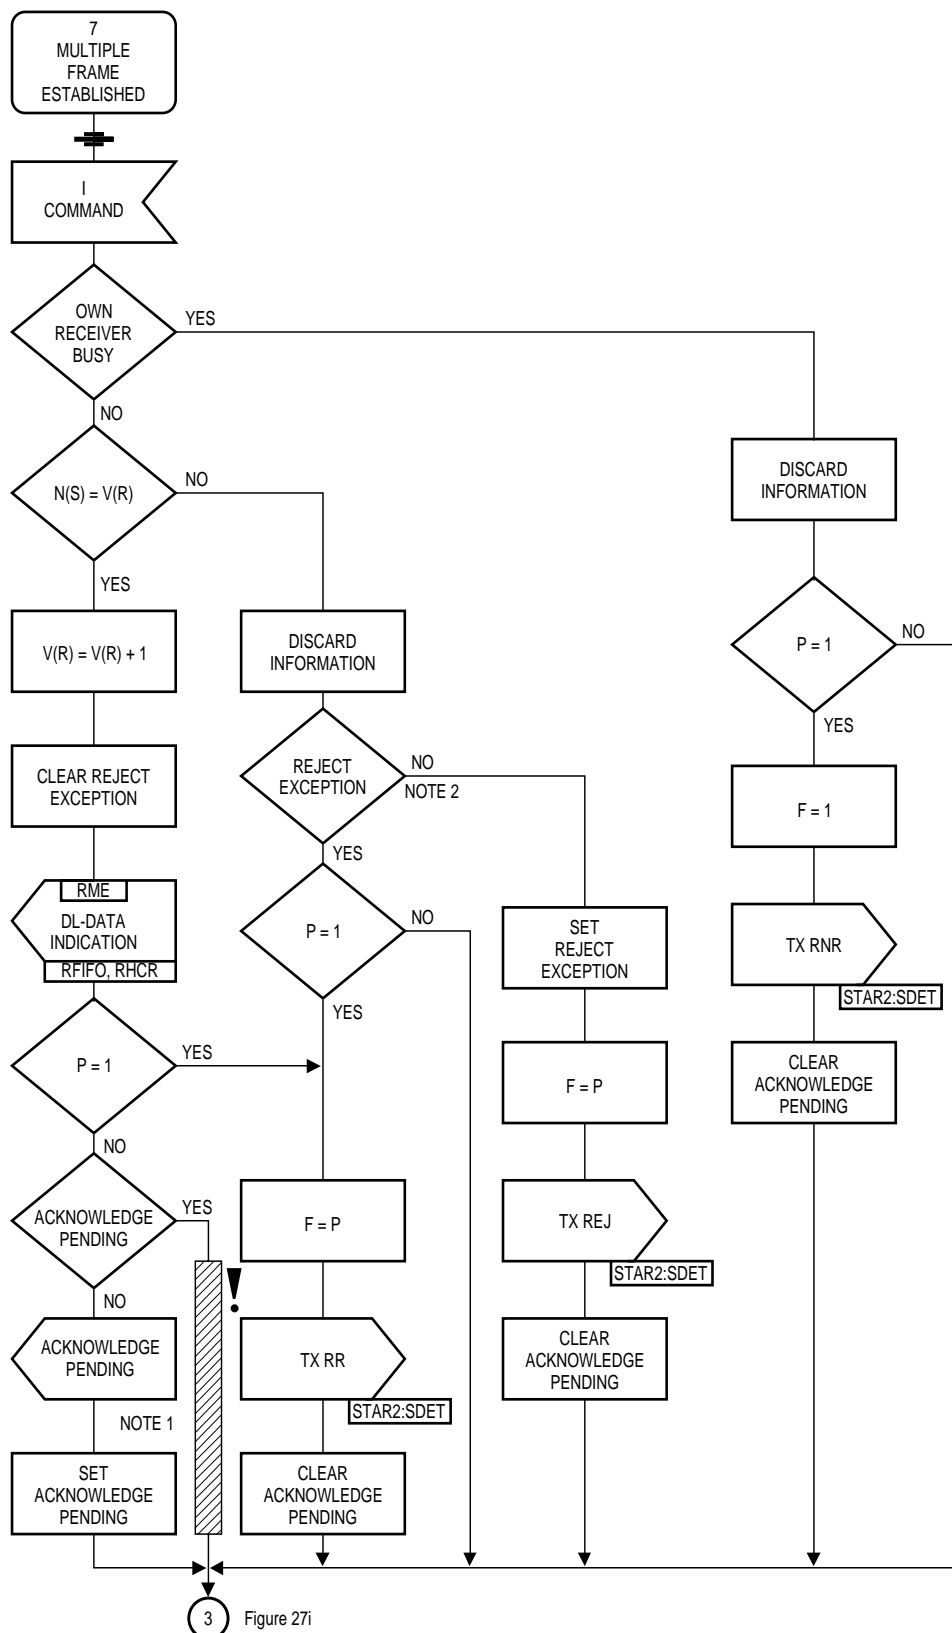 7
MULTIPLE
FRAME
ESTABLISHED
I
COMMAND
OWN
RECEIVER
BUSY
YES
NO
N(S) = V(R)
NO
YES
DISCARD
INFORMATION
P = 1
NO
YES
V(R) = V(R) + 1
DISCARD
INFORMATION
CLEAR REJECT
EXCEPTION
REJECT
EXCEPTION
NO
NOTE 2
YES
F = 1
RME
DL-DATA
INDICATION
RFIFO, RHCR
P = 1
NO
YES
SET
REJECT
EXCEPTION
TX RNR
STAR2:SDET
P = 1
YES
NO
F = P
CLEAR
ACKNOWLEDGE
PENDING
ACKNOWLEDGE
PENDING
YES
NO
!
F = P
TX REJ
STAR2:SDET
ACKNOWLEDGE
PENDING
NOTE 1
TX RR
STAR2:SDET
CLEAR
ACKNOWLEDGE
PENDING
SET
ACKNOWLEDGE
PENDING
CLEAR
ACKNOWLEDGE
PENDING
3 Figure 27i